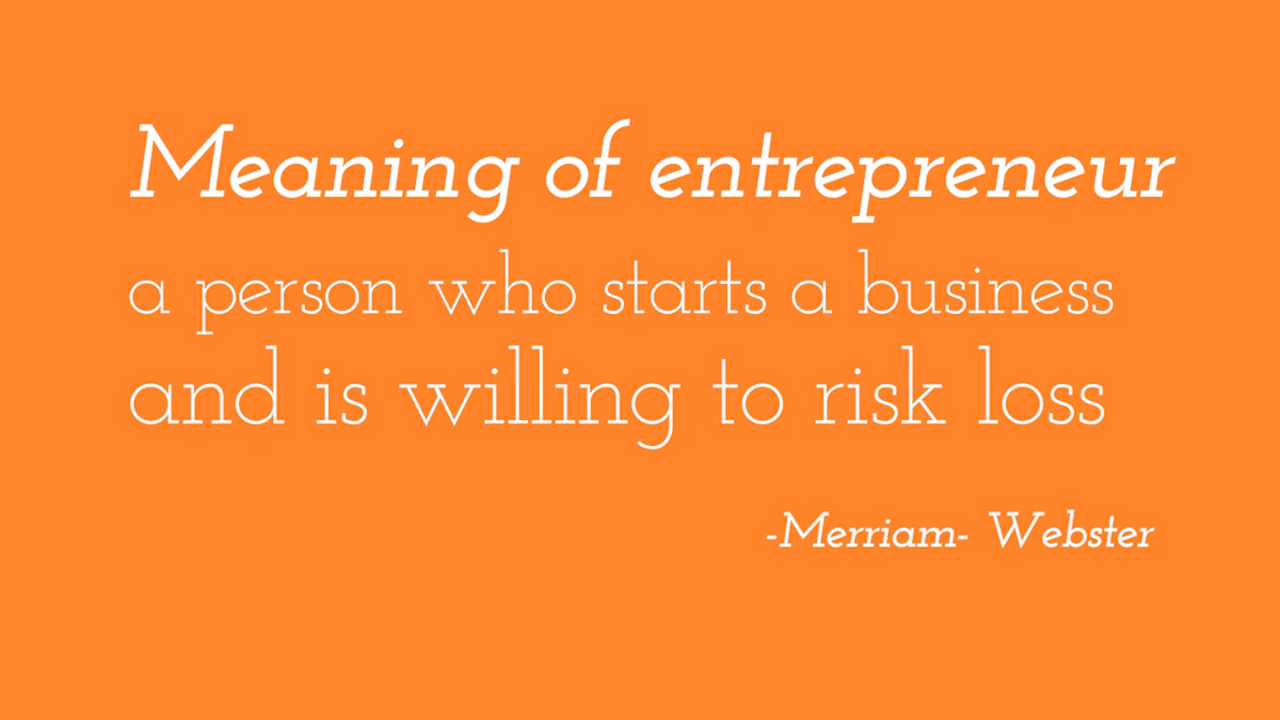 Meaning of entrepreneur
a person who starts a business
and is willing to risk loss
-Merriam- Webster